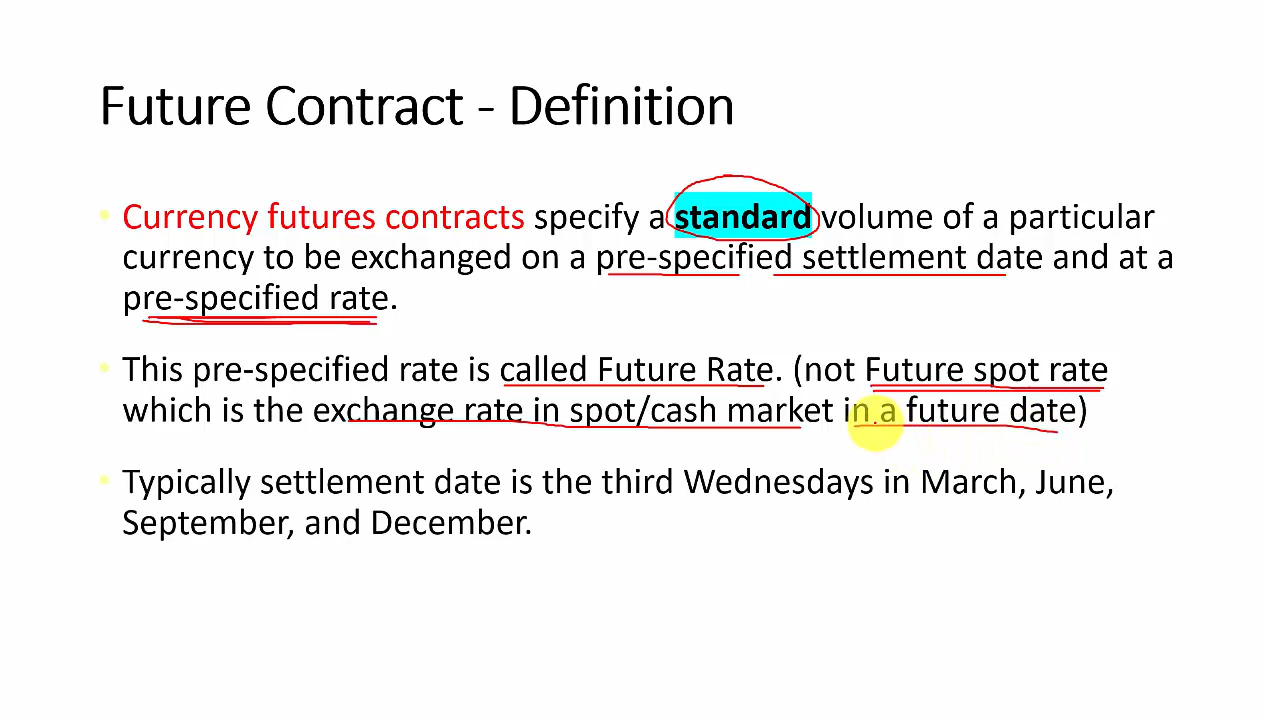 Future Contract - Definition
• Currency futures contracts specify a standard volume of a particular
currency to be exchanged on a pre-specified settlement date and at a
pre-specified rate.
• This pre-specified rate is called Future Rate. (not Future spot rate
which is the exchange rate in spot/cash market in a future date)
• Typically settlement date is the third Wednesdays in March, June,
September, and December.